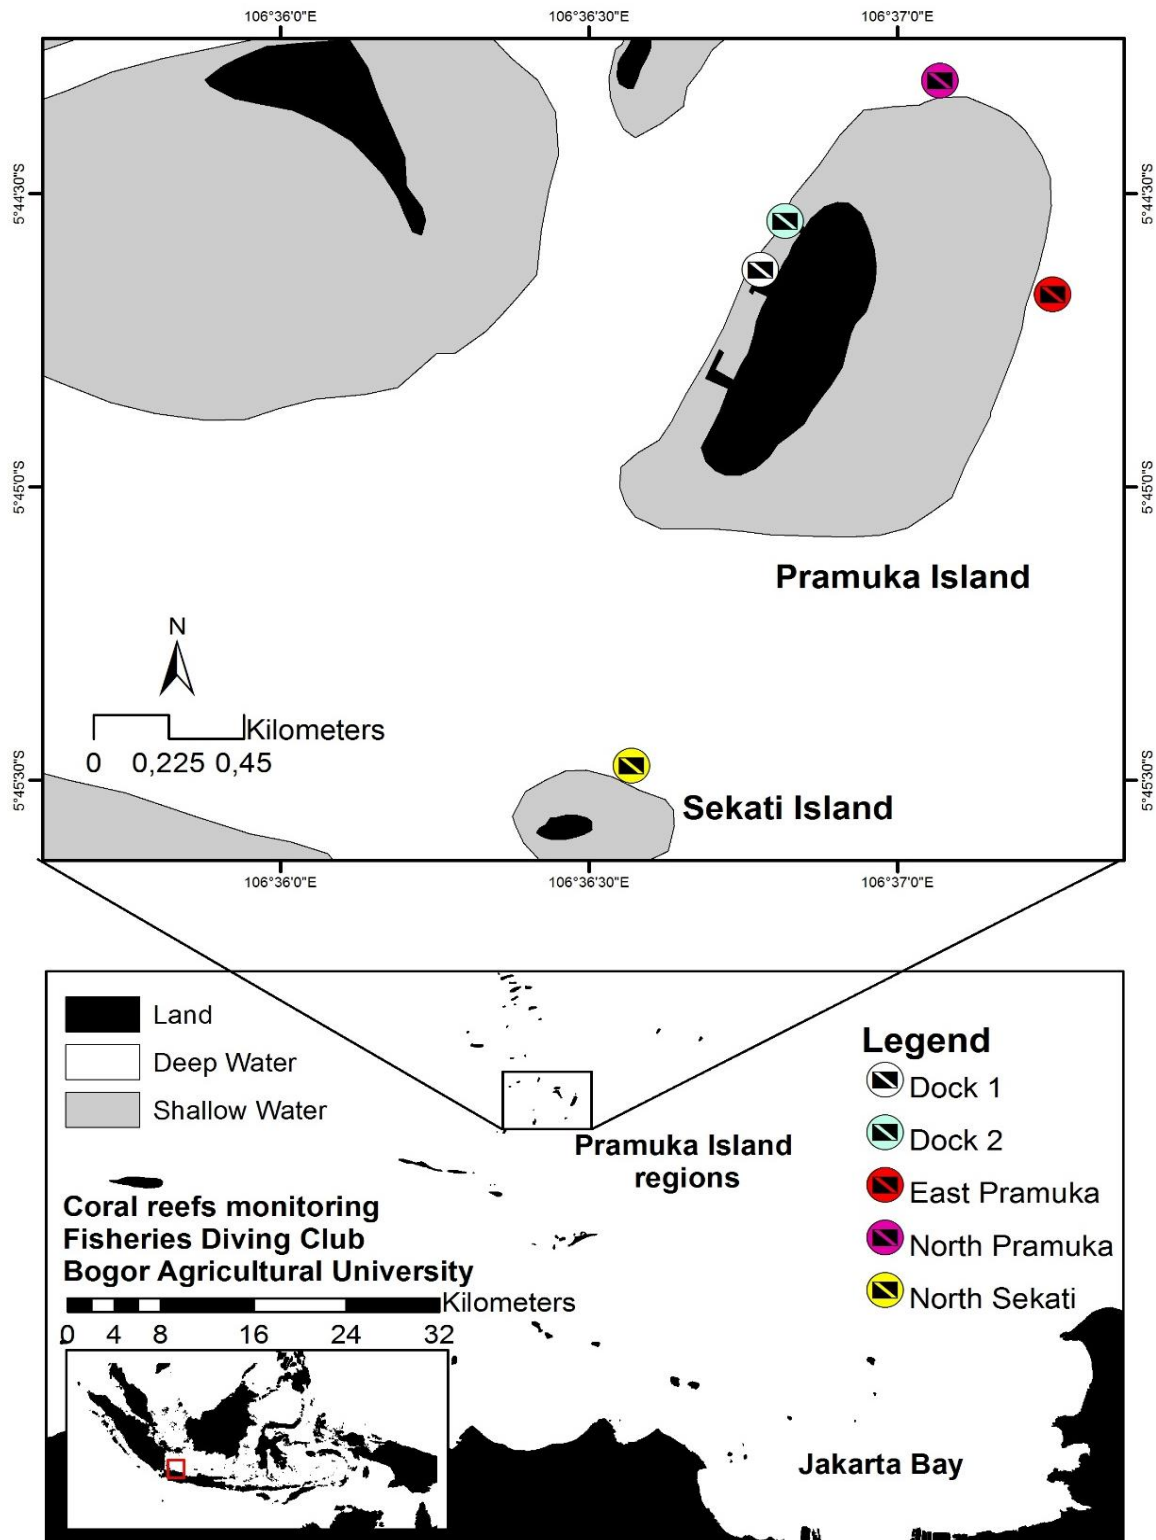 106°36'0"E 106°36'30"E 106°37'0"E
5°44'30"S 5°44'30"S
5°45'0"S 5°45'0"S
Pramuka Island
N
Kilometers
0 0,225 0,45
5°45'30"S 5°45'30"S
Sekati Island
106°36'0"E 106°36'30"E 106°37'0"E
Land
Deep Water
Shallow Water
Legend
Dock 1
Dock 2
East Pramuka
North Pramuka
North Sekati
Pramuka Island
regions
Coral reefs monitoring
Fisheries Diving Club
Bogor Agricultural University
Kilometers
0 4 8 16 24 32
Jakarta Bay